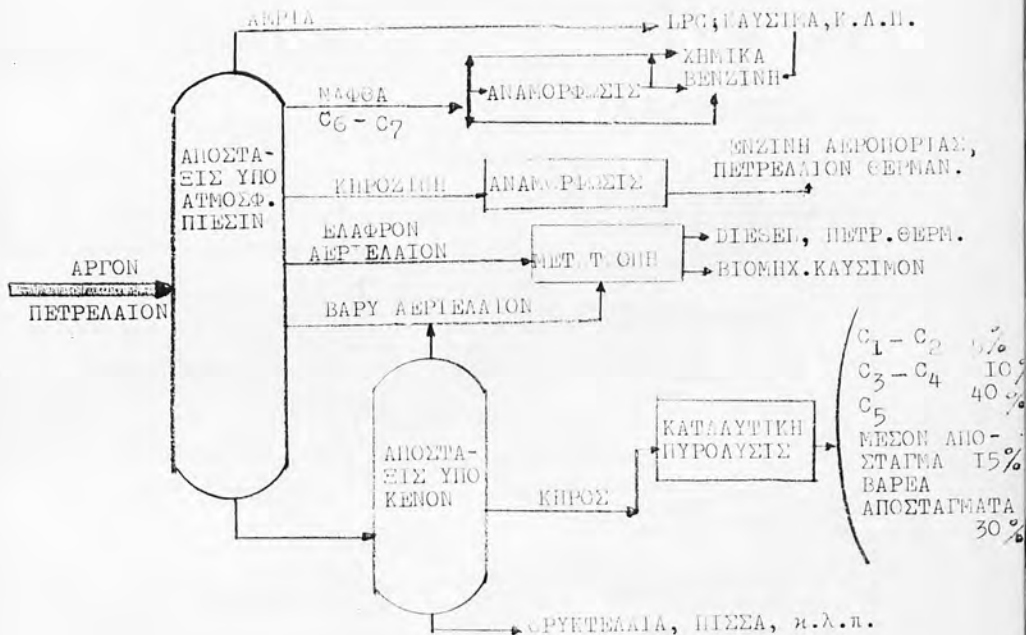 ΑΕΡΙΑ
LPG, ΚΑΥΣΙΜΑ, Κ.Λ.Π.
ΧΗΜΙΚΑ
ΝΑΦΘΑ
ΑΝΑΜΟΡΦΩΣΙΣ
ΒΕΝΖΙΝΗ
C6 - C7
ΑΠΟΣΤΑ-
ΞΙΣ ΥΠΟ
ΑΤΜΟΣΦ.
ΠΙΕΣΙΝ
ΒΕΝΖΙΝΗ ΑΕΡΟΠΟΡΙΑΣ,
ΠΕΤΡΕΛΑΙΟΝ ΘΕΡΜΑΝ.
ΚΗΡΟΖΙΝΗ
ΑΝΑΜΟΡΦΩΣΙΣ
ΕΛΑΦΡΟΝ
ΑΕΡΙΕΛΑΙΟΝ
ΜΕΤΑΤΡΟΠΗ
DIESEL, ΠΕΤΡ.ΘΕΡΜ.
ΒΙΟΜΗΧ.ΚΑΥΣΙΜΟΝ
ΑΡΓΟΝ
ΠΕΤΡΕΛΑΙΟΝ
ΒΑΡΥ ΑΕΡΙΕΛΑΙΟΝ
ΑΠΟΣΤΑ-
ΞΙΣ ΥΠΟ
ΚΕΝΟΝ
ΚΗΡΟΣ
ΚΑΤΑΛΥΤΙΚΗ
ΠΥΡΟΛΥΣΙΣ
C1 - C2 5%
C3 - C4 10%
C5 40%
ΜΕΣΟΝ ΑΠΟ-
ΣΤΑΓΜΑ 15%
ΒΑΡΕΑ
ΑΠΟΣΤΑΓΜΑΤΑ
30%
ΟΡΥΚΤΕΛΑΙΑ, ΠΙΣΣΑ, κ.λ.π.